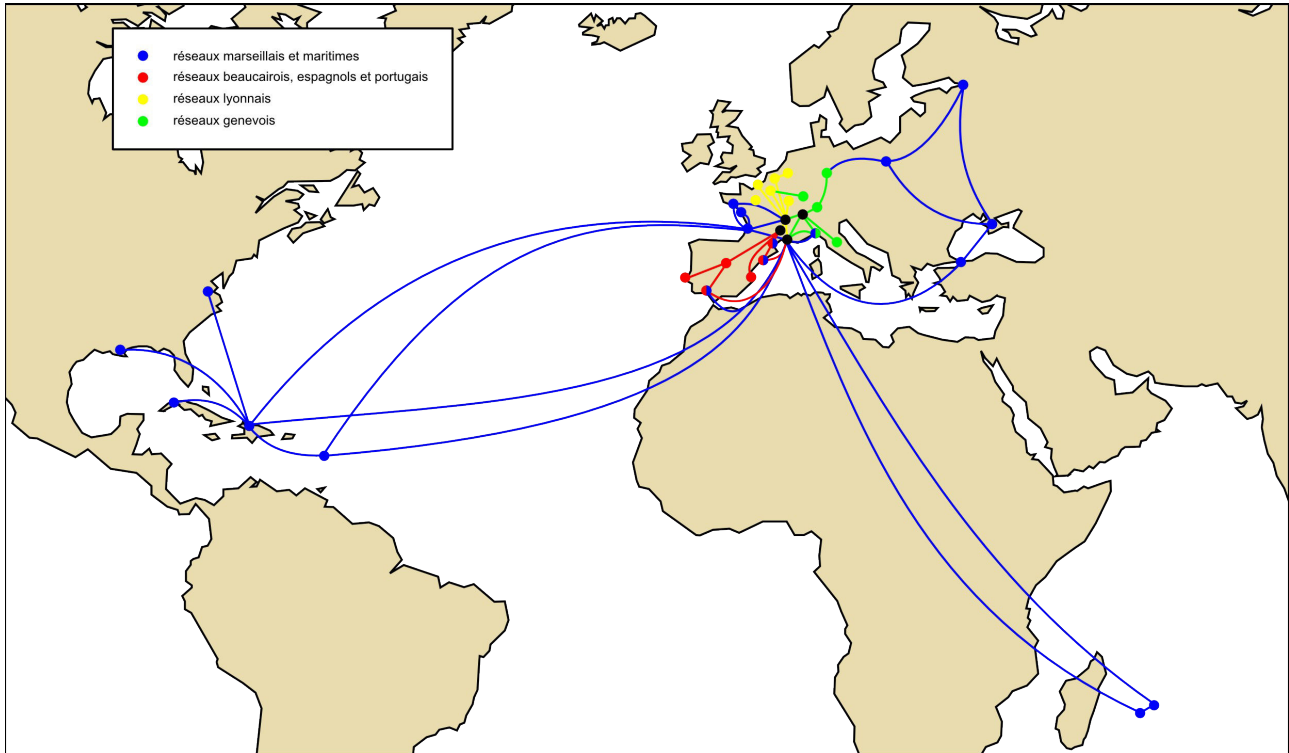 réseaux marseillais et maritimes
réseaux beaucairois, espagnols et portugais
réseaux lyonnais
réseaux genevois